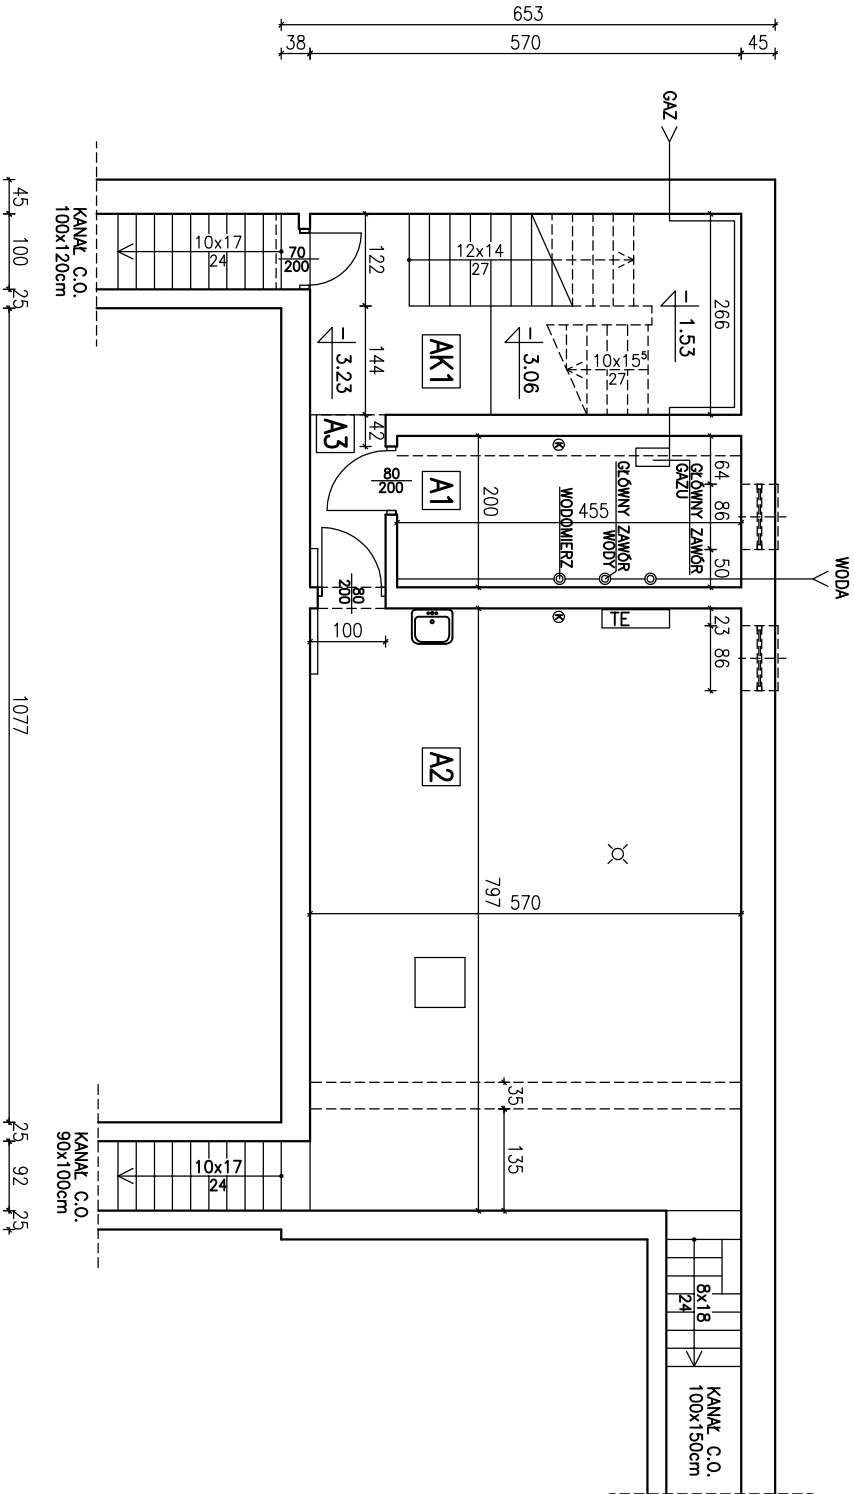 653
38
570
45
GAZ
45
100
25
1077
25
92
25
KANAŁ C.O.
100x120cm
10x17
24
70
200
122
144
42
12x14
27
266
-
1.53
-
3.06
10x15⁵
27
-
3.23
AK1
A3
A1
80
200
200
455
GŁÓWNY ZAWÓR
GAZU
GŁÓWNY ZAWÓR
WODY
WODOMIERZ
K
64
86
50
WODA
80
200
100
K
TE
23
86
A2
797
570
35
135
10x17
24
KANAŁ C.O.
90x100cm
8x18
24
KANAŁ C.O.
100x150cm